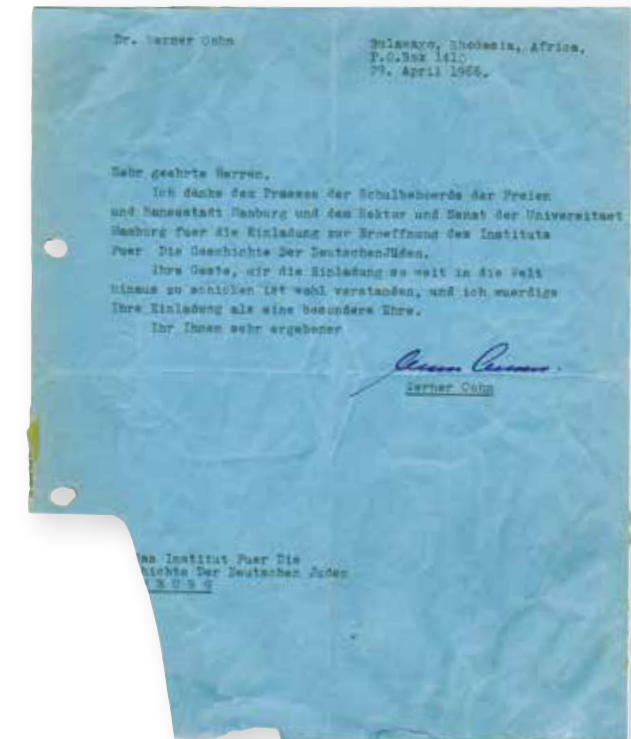 Dr. Werner Cohn
Bulawayo, Rhodesia, Africa.
P.O.Box 1410
29. April 1966.
Sehr geehrte Herren,
Ich danke dem Praeses der Schulbehoerde der Freien
und Hansestadt Hamburg und dem Rektor und Senat der Universitaet
Hamburg fuer die Einladung zur Eroeffnung des Instituts
Fuer Die Geschichte Der DeutschenJüden.
Ihre Geste, mir die Einladung so weit in die Welt
hinaus zu schicken ist wohl verstanden, und ich wuerdige
Ihre Einladung als eine besondere Ehre.
Ihr Ihnen sehr ergebener
Werner Cohn
das Institut Fuer Die
chichte Der Deutschen Juden
B U R G